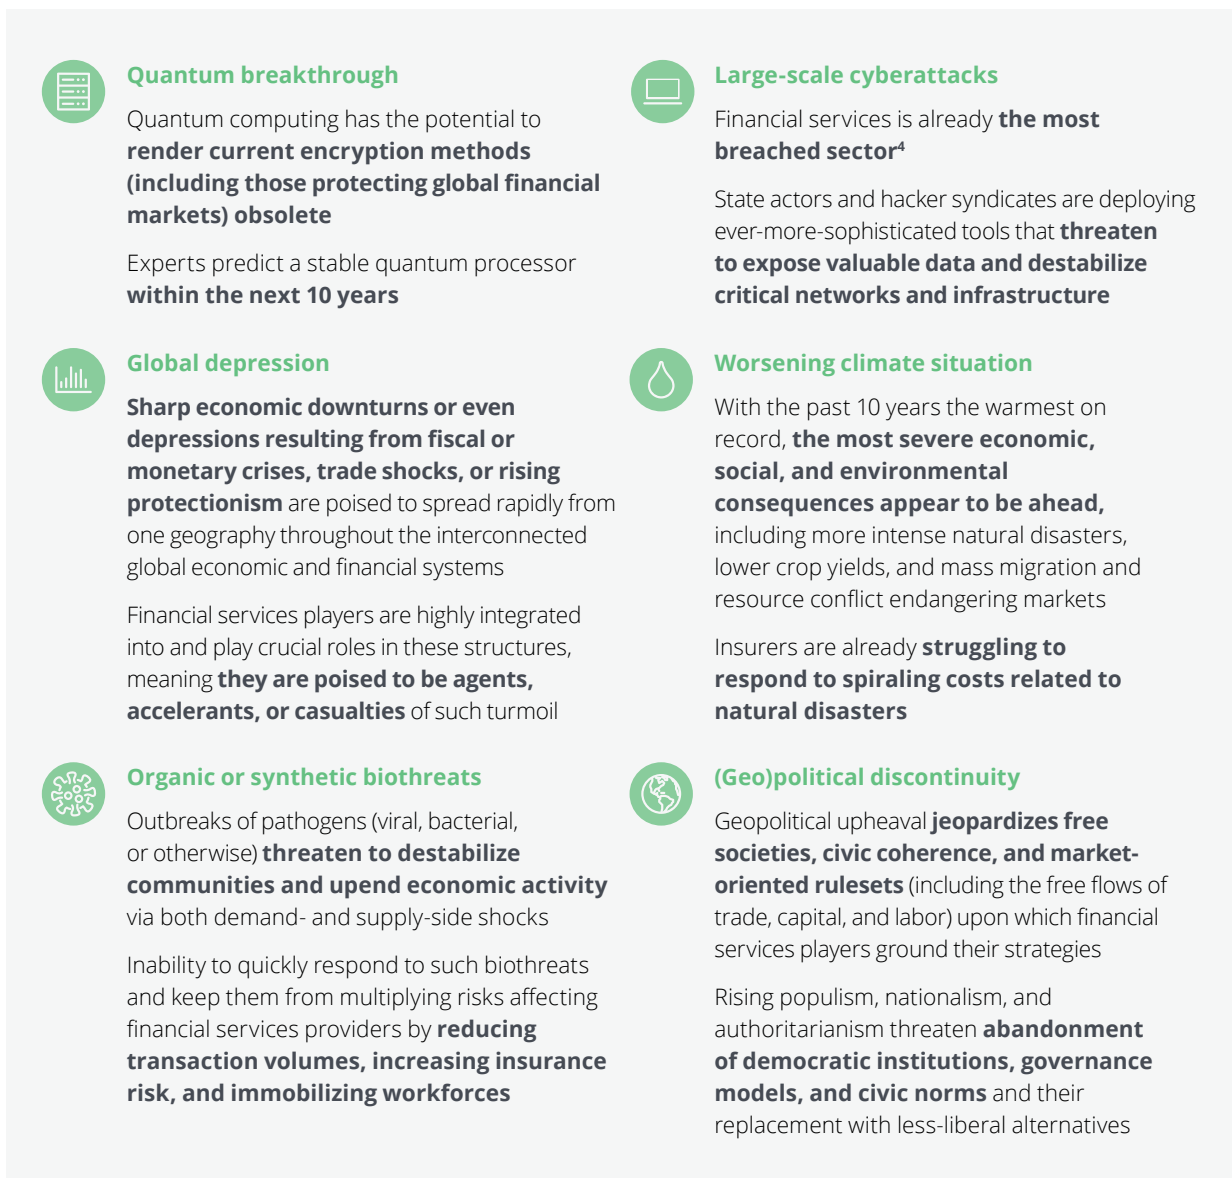 Quantum breakthrough
Quantum computing has the potential to
render current encryption methods
(including those protecting global financial
markets) obsolete
Experts predict a stable quantum processor
within the next 10 years
Large-scale cyberattacks
Financial services is already the most
breached sector⁴
State actors and hacker syndicates are deploying
ever-more-sophisticated tools that threaten
to expose valuable data and destabilize
critical networks and infrastructure
Global depression
Sharp economic downturns or even
depressions resulting from fiscal or
monetary crises, trade shocks, or rising
protectionism are poised to spread rapidly from
one geography throughout the interconnected
global economic and financial systems
Financial services players are highly integrated
into and play crucial roles in these structures,
meaning they are poised to be agents,
accelerants, or casualties of such turmoil
Worsening climate situation
With the past 10 years the warmest on
record, the most severe economic,
social, and environmental
consequences appear to be ahead,
including more intense natural disasters,
lower crop yields, and mass migration and
resource conflict endangering markets
Insurers are already struggling to
respond to spiraling costs related to
natural disasters
Organic or synthetic biothreats
Outbreaks of pathogens (viral, bacterial,
or otherwise) threaten to destabilize
communities and upend economic activity
via both demand- and supply-side shocks
Inability to quickly respond to such biothreats
and keep them from multiplying risks affecting
financial services providers by reducing
transaction volumes, increasing insurance
risk, and immobilizing workforces
(Geo)political discontinuity
Geopolitical upheaval jeopardizes free
societies, civic coherence, and market-
oriented rulesets (including the free flows of
trade, capital, and labor) upon which financial
services players ground their strategies
Rising populism, nationalism, and
authoritarianism threaten abandonment
of democratic institutions, governance
models, and civic norms and their
replacement with less-liberal alternatives